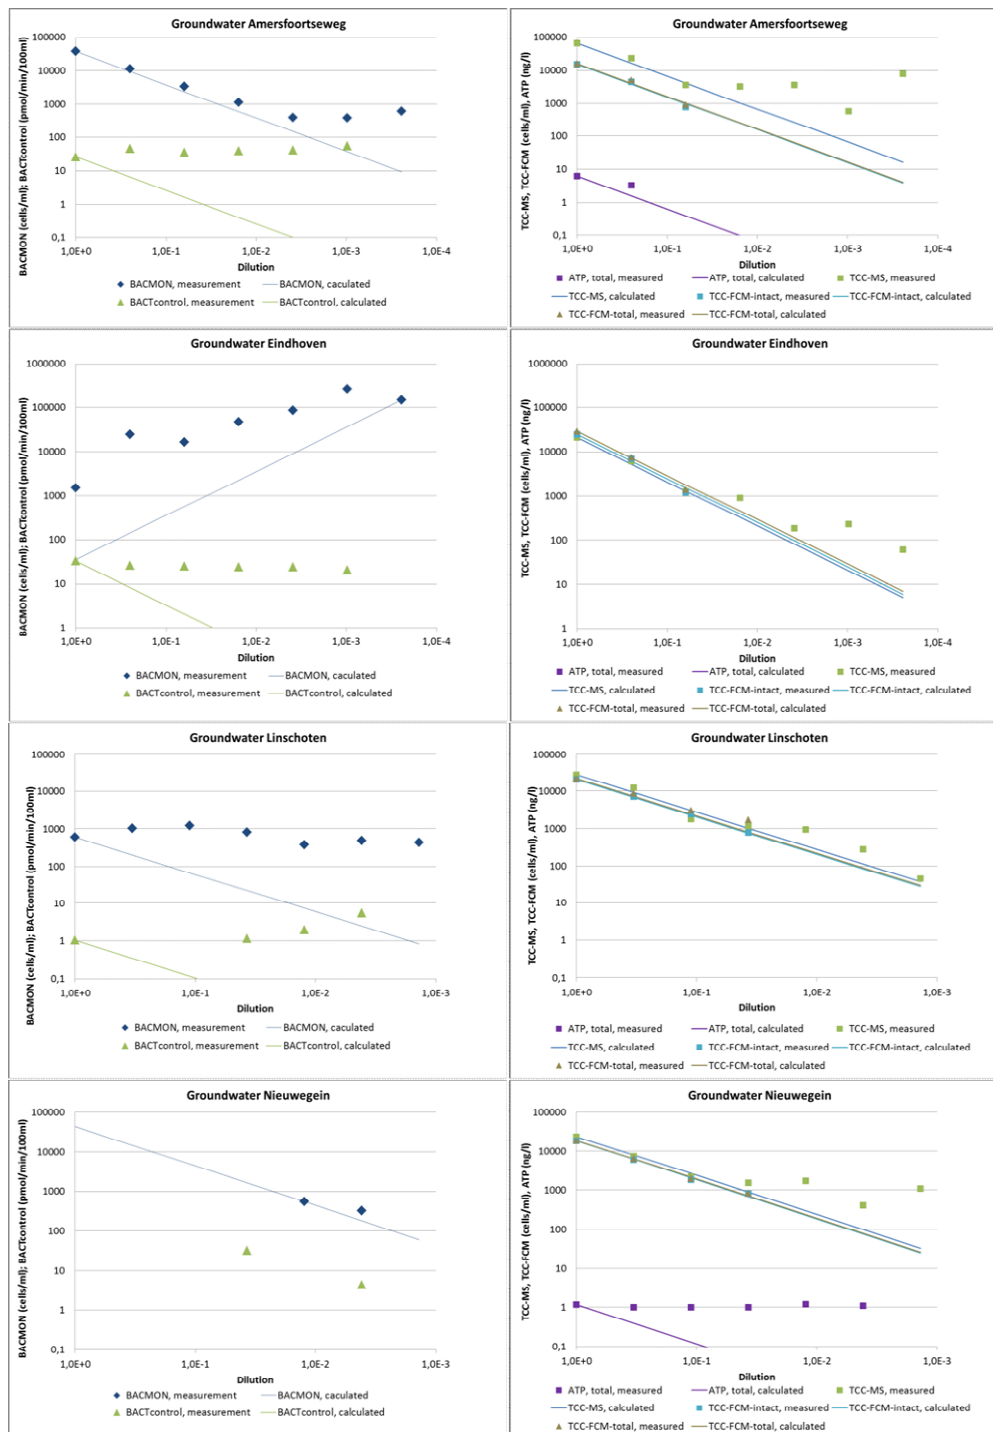 Groundwater Amersfoortseweg
BACMON (cells/ml); BACTcontrol (pmol/min/100ml)
100000
10000
1000
100
10
1
0,1
1,0E+0 1,0E-1 1,0E-2 1,0E-3 1,0E-4
Dilution
BACMON, measurement BACMON, caculated
BACTcontrol, measurement BACTcontrol, calculated
Groundwater Amersfoortseweg
TCC-MS, TCC-FCM (cells/ml), ATP (ng/l)
100000
10000
1000
100
10
1
0,1
1,0E+0 1,0E-1 1,0E-2 1,0E-3 1,0E-4
Dilution
ATP, total, measured ATP, total, calculated TCC-MS, measured
TCC-MS, calculated TCC-FCM-intact, measured TCC-FCM-intact, calculated
TCC-FCM-total, measured TCC-FCM-total, calculated
Groundwater Eindhoven
BACMON (cells/ml); BACTcontrol (pmol/min/100ml)
1000000
100000
10000
1000
100
10
1
1,0E+0 1,0E-1 1,0E-2 1,0E-3 1,0E-4
Dilution
BACMON, measurement BACMON, caculated
BACTcontrol, measurement BACTcontrol, calculated
Groundwater Eindhoven
TCC-MS, TCC-FCM (cells/ml), ATP (ng/l)
1000000
100000
10000
1000
100
10
1
1,0E+0 1,0E-1 1,0E-2 1,0E-3 1,0E-4
Dilution
ATP, total, measured ATP, total, calculated TCC-MS, measured
TCC-MS, calculated TCC-FCM-intact, measured TCC-FCM-intact, calculated
TCC-FCM-total, measured TCC-FCM-total, calculated
Groundwater Linschoten
BACMON (cells/ml); BACTcontrol (pmol/min/100ml)
100000
10000
1000
100
10
1
0,1
1,0E+0 1,0E-1 1,0E-2 1,0E-3
Dilution
BACMON, measurement BACMON, caculated
BACTcontrol, measurement BACTcontrol, calculated
Groundwater Linschoten
TCC-MS, TCC-FCM (cells/ml), ATP (ng/l)
100000
10000
1000
100
10
1
0,1
1,0E+0 1,0E-1 1,0E-2 1,0E-3
Dilution
ATP, total, measured ATP, total, calculated TCC-MS, measured
TCC-MS, calculated TCC-FCM-intact, measured TCC-FCM-intact, calculated
TCC-FCM-total, measured TCC-FCM-total, calculated
Groundwater Nieuwegein
BACMON (cells/ml); BACTcontrol (pmol/min/100ml)
100000
10000
1000
100
10
1
0,1
1,0E+0 1,0E-1 1,0E-2 1,0E-3
Dilution
BACMON, measurement BACMON, caculated
BACTcontrol, measurement BACTcontrol, calculated
Groundwater Nieuwegein
TCC-MS, TCC-FCM (cells/ml), ATP (ng/l)
100000
10000
1000
100
10
1
0,1
1,0E+0 1,0E-1 1,0E-2 1,0E-3
Dilution
ATP, total, measured ATP, total, calculated TCC-MS, measured
TCC-MS, calculated TCC-FCM-intact, measured TCC-FCM-intact, calculated
TCC-FCM-total, measured TCC-FCM-total, calculated